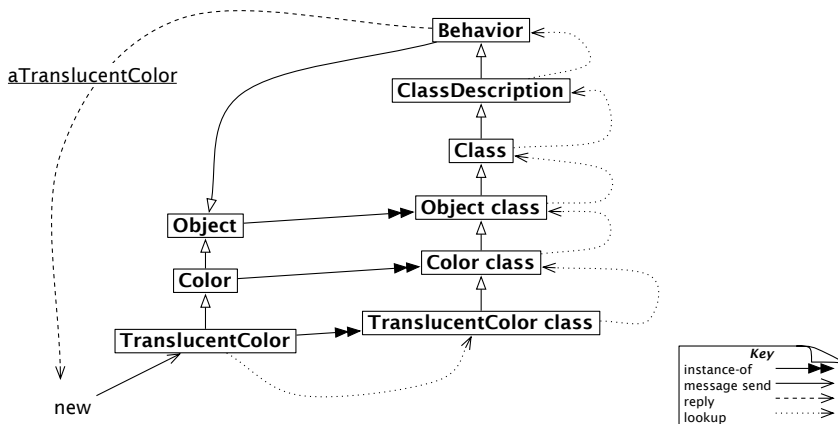 Behavior
aTranslucentColor
ClassDescription
Class
Object class
Object
Color class
Color
TranslucentColor class
TranslucentColor
new
Key
instance-of
message send
reply
lookup